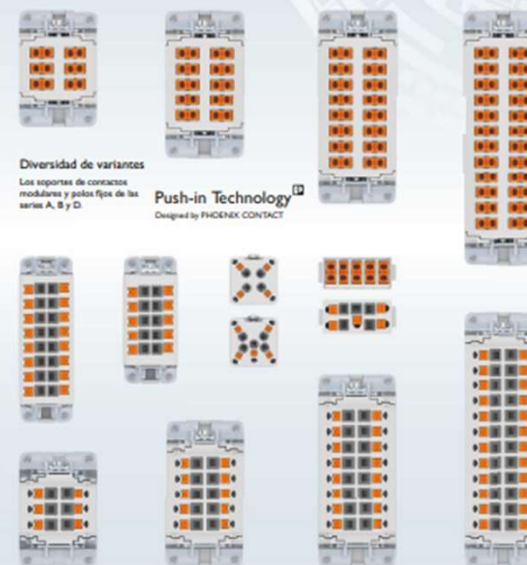 Diversidad de variantes
Los soportes de contactos
modulares y polos fijos de las
series A, B y D.
Push-in Technology
Designed by PHOENIX CONTACT